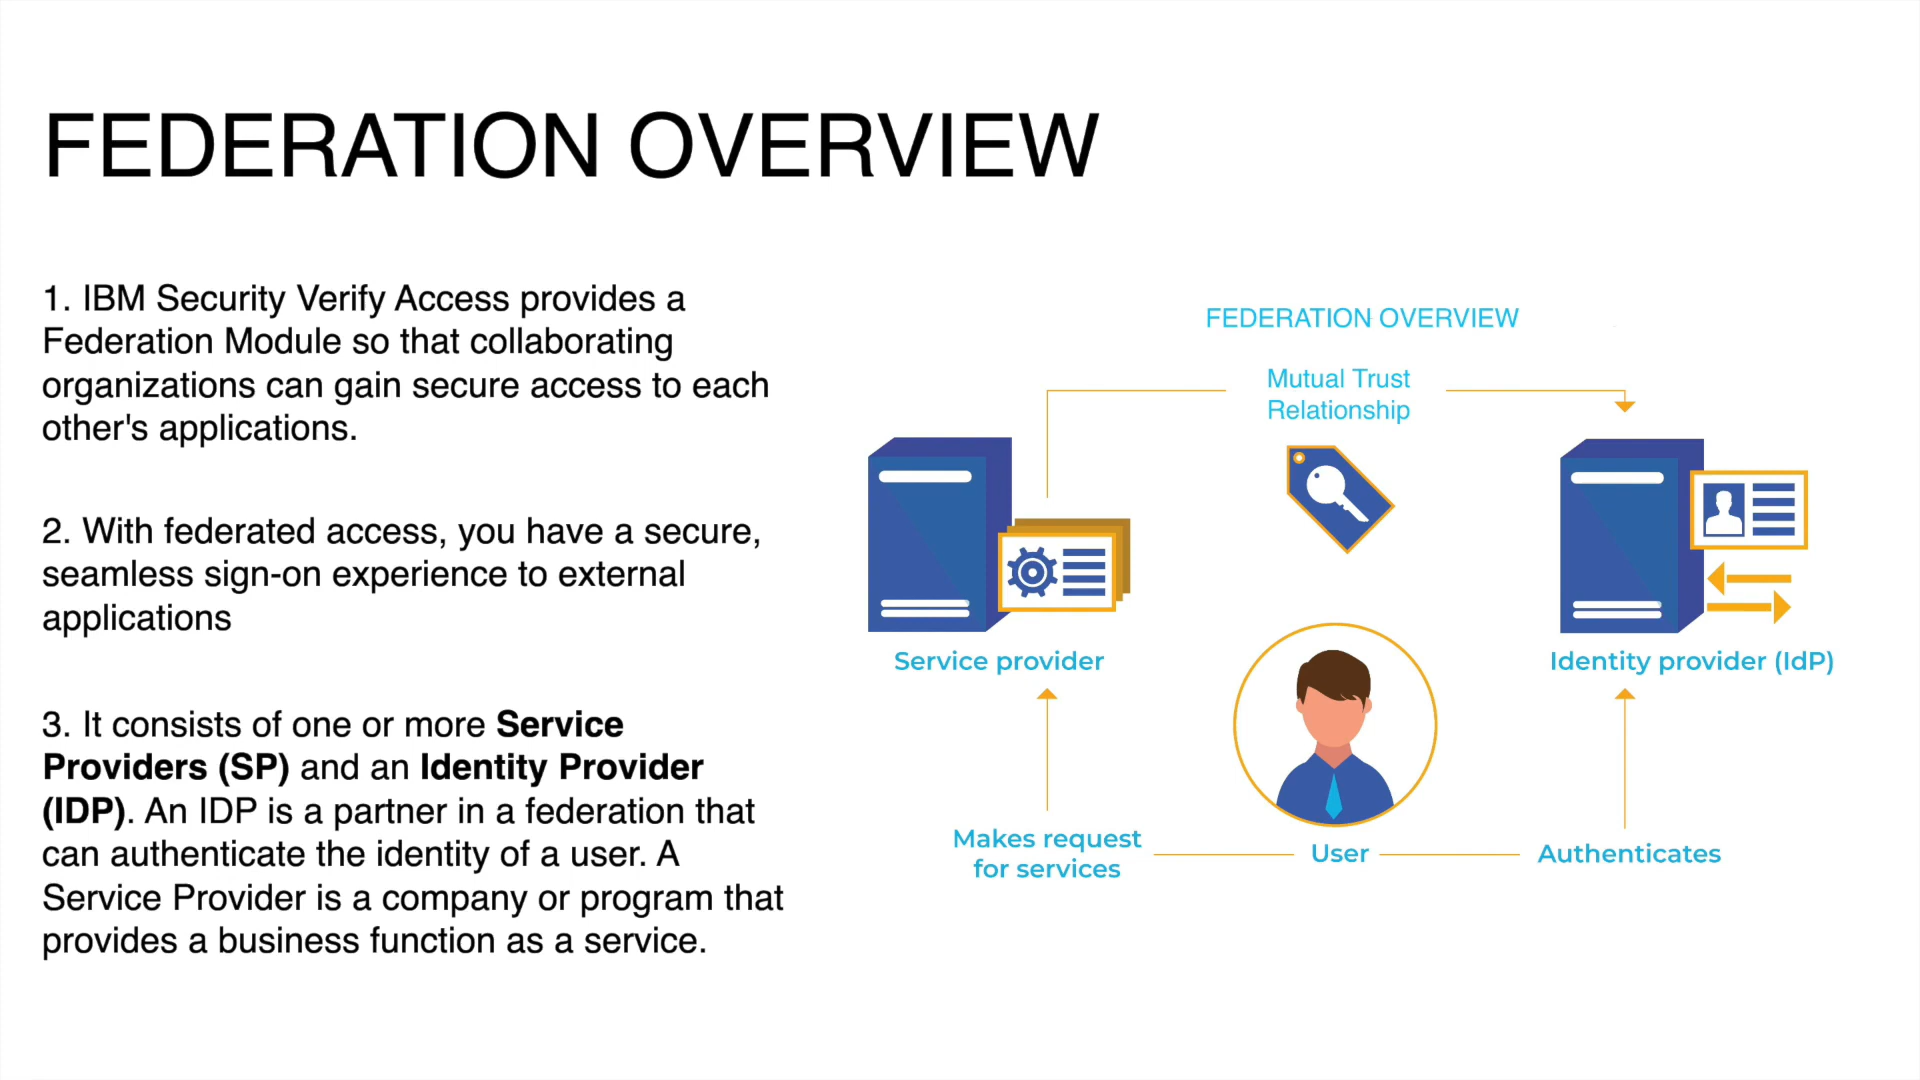 FEDERATION OVERVIEW
1. IBM Security Verify Access provides a
Federation Module so that collaborating
organizations can gain secure access to each
other's applications.
2. With federated access, you have a secure,
seamless sign-on experience to external
applications
3. It consists of one or more Service
Providers (SP) and an Identity Provider
(IDP). An IDP is a partner in a federation that
can authenticate the identity of a user. A
Service Provider is a company or program that
provides a business function as a service.
FEDERATION OVERVIEW
Mutual Trust
Relationship
Service provider
Identity provider (IdP)
Makes request
for services
User
Authenticates